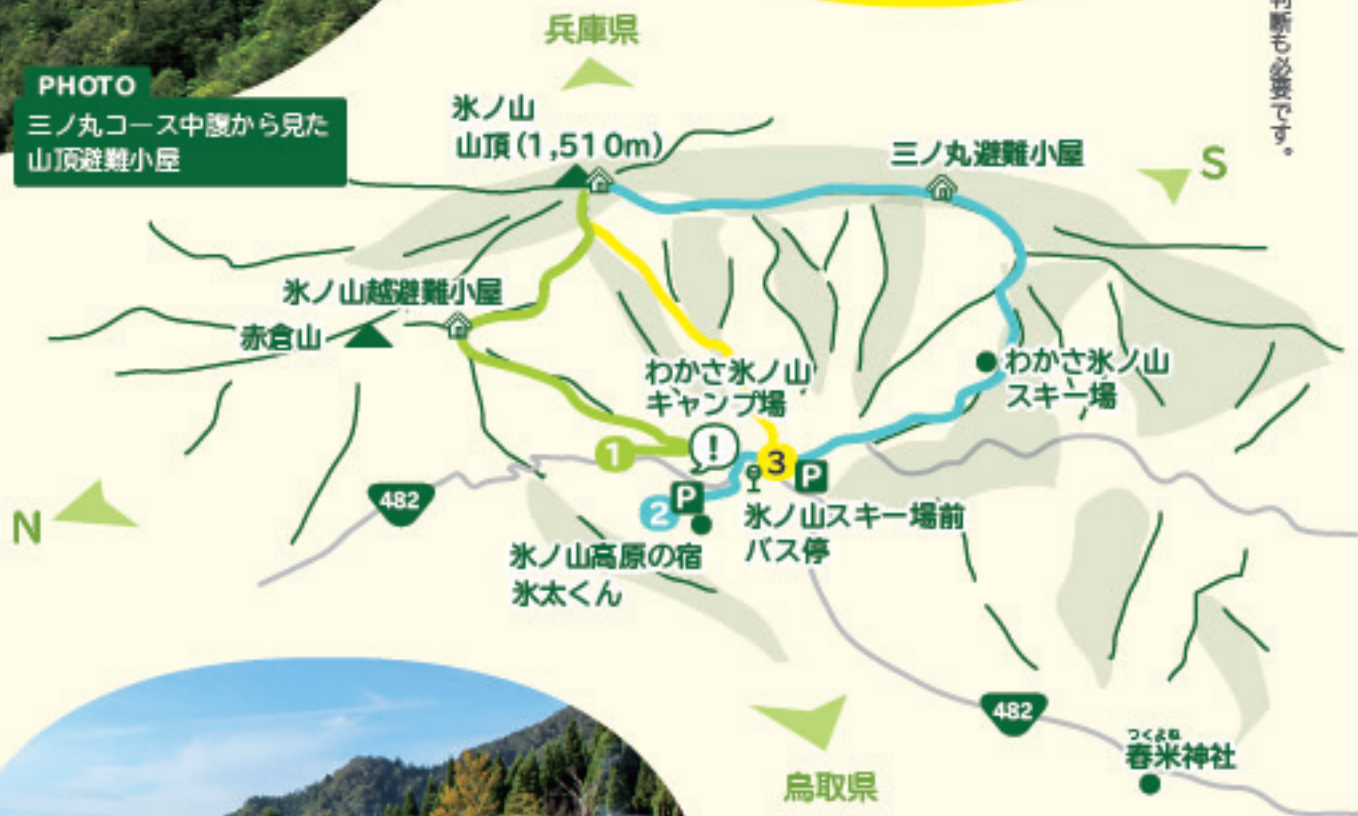 判断も必要です。
兵庫県
PHOTO
三ノ丸コース中腹から見た
山頂避難小屋
氷ノ山
山頂(1,510m)
三ノ丸避難小屋
S
氷ノ山越避難小屋
赤倉山
わかさ氷ノ山
キャンプ場
わかさ氷ノ山
スキー場
1
!
3
P
482
N
P
2
氷ノ山スキー場前
バス停
氷ノ山高原の宿
氷太くん
482
つくよね
舂米神社
鳥取県